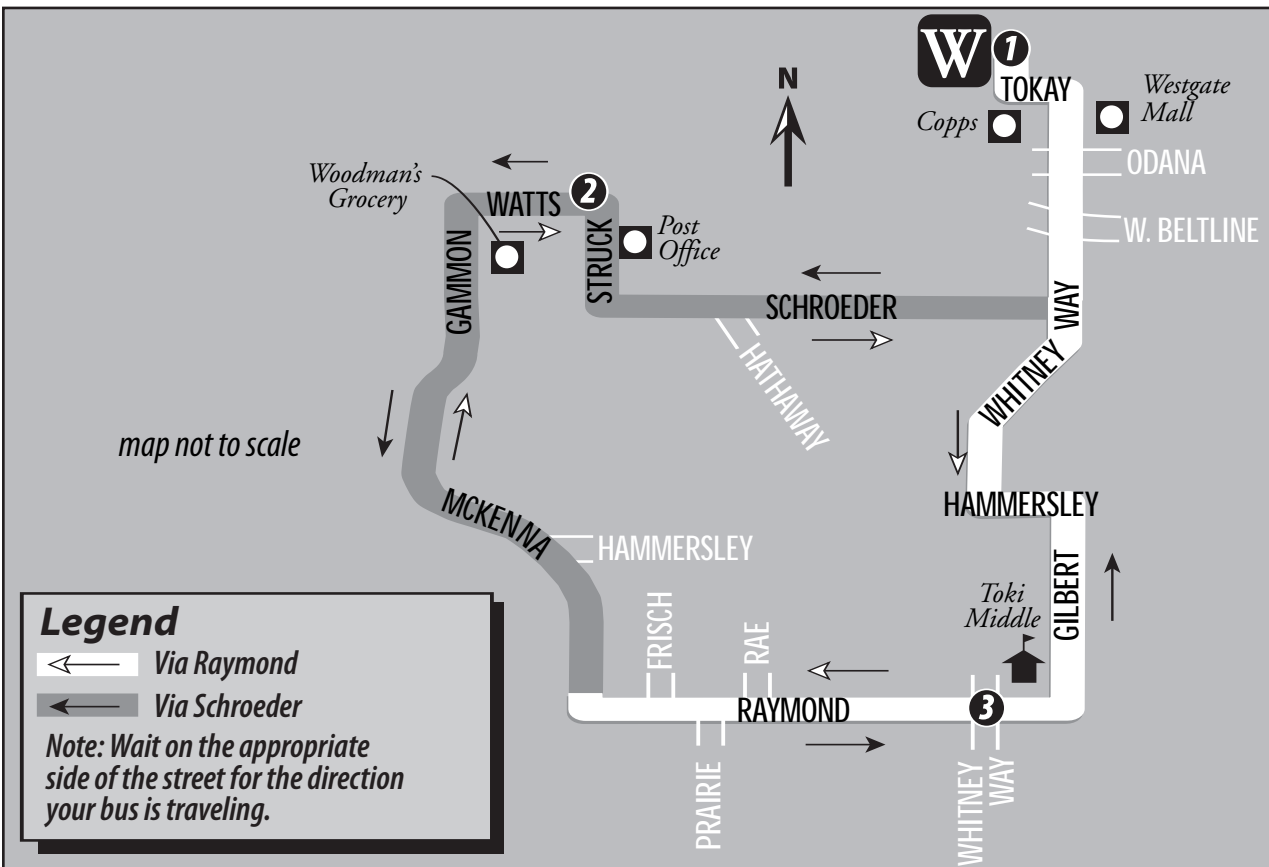 W
1
TOKAY
N
Copps
Westgate
Mall
ODANA
Woodman's
Grocery
WATTS
2
Post
Office
W. BELTLINE
GAMMON
STRUCK
SCHROEDER
WAY
HATHAWAY
WHITNEY
map not to scale
MCKENNA
HAMMERSLEY
HAMMERSLEY
GILBERT
Toki
Middle
FRISCH
RAE
RAYMOND
3
PRAIRIE
WHITNEY
WAY
Legend
Via Raymond
Via Schroeder
Note: Wait on the appropriate
side of the street for the direction
your bus is traveling.